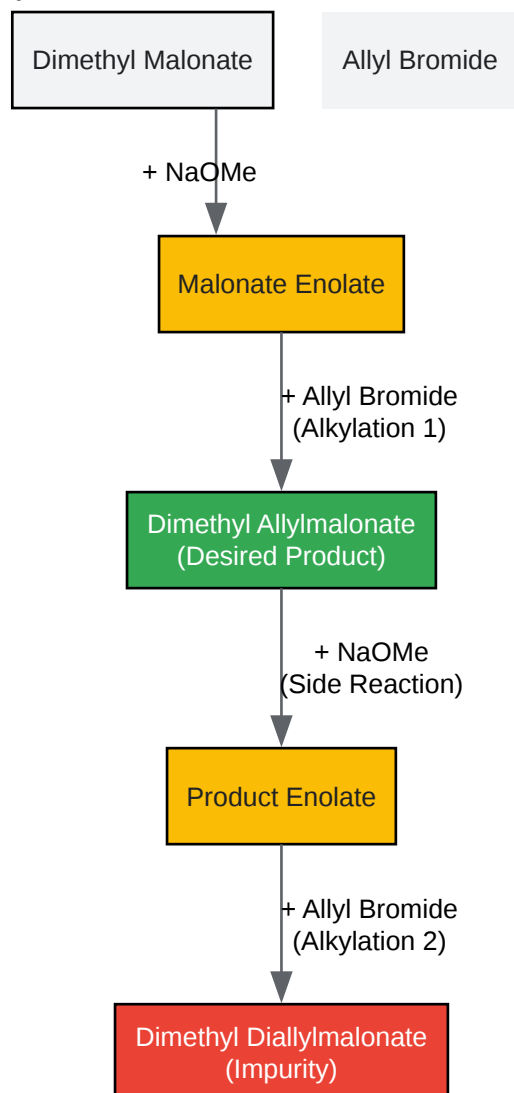 Dimethyl Malonate
Allyl Bromide
+ NaOMe
Malonate Enolate
+ Allyl Bromide
(Alkylation 1)
Dimethyl Allylmalonate
(Desired Product)
+ NaOMe
(Side Reaction)
Product Enolate
+ Allyl Bromide
(Alkylation 2)
Dimethyl Diallylmalonate
(Impurity)